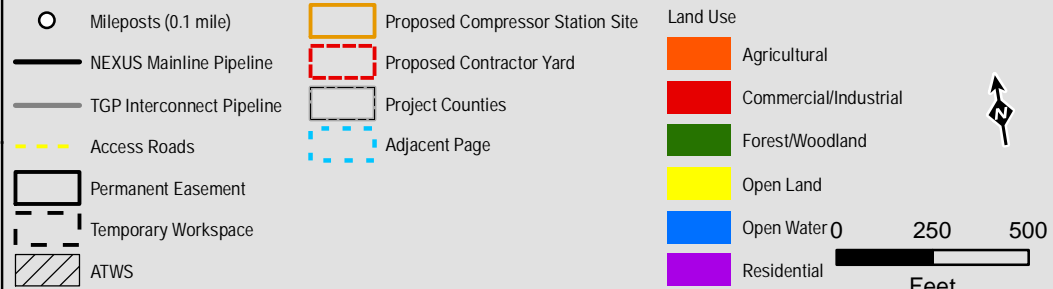 Mileposts (0.1 mile)
NEXUS Mainline Pipeline
TGP Interconnect Pipeline
Access Roads
Permanent Easement
Temporary Workspace
ATWS
Proposed Compressor Station Site
Proposed Contractor Yard
Project Counties
Adjacent Page
Land Use
Agricultural
Commercial/Industrial
Forest/Woodland
Open Land
Open Water
Residential
N
0 250 500
Feet